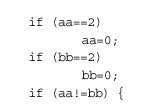 if (aa==2)
aa=0;
if (bb==2)
bb=0;
if (aa!=bb) {